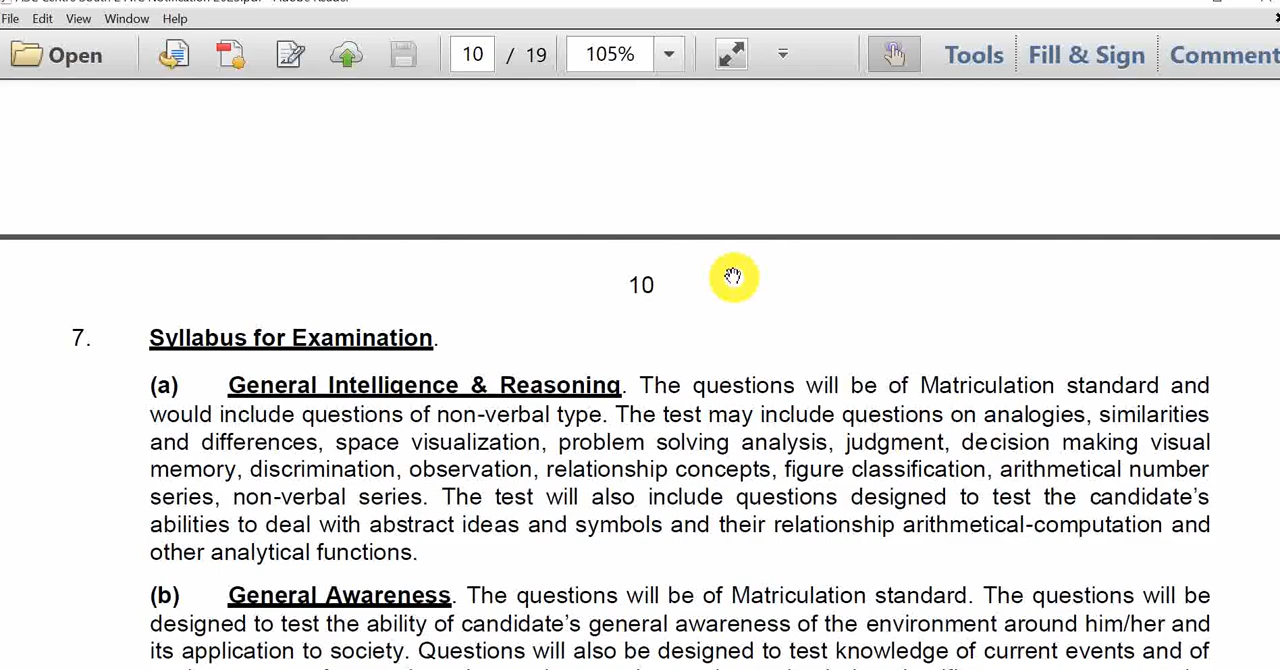 File Edit View Window Help
Open 10 / 19 105% Tools Fill & Sign Comment
10
7. Syllabus for Examination.
(a) General Intelligence & Reasoning. The questions will be of Matriculation standard and
would include questions of non-verbal type. The test may include questions on analogies, similarities
and differences, space visualization, problem solving analysis, judgment, decision making visual
memory, discrimination, observation, relationship concepts, figure classification, arithmetical number
series, non-verbal series. The test will also include questions designed to test the candidate's
abilities to deal with abstract ideas and symbols and their relationship arithmetical-computation and
other analytical functions.
(b) General Awareness. The questions will be of Matriculation standard. The questions will be
designed to test the ability of candidate's general awareness of the environment around him/her and
its application to society. Questions will also be designed to test knowledge of current events and of